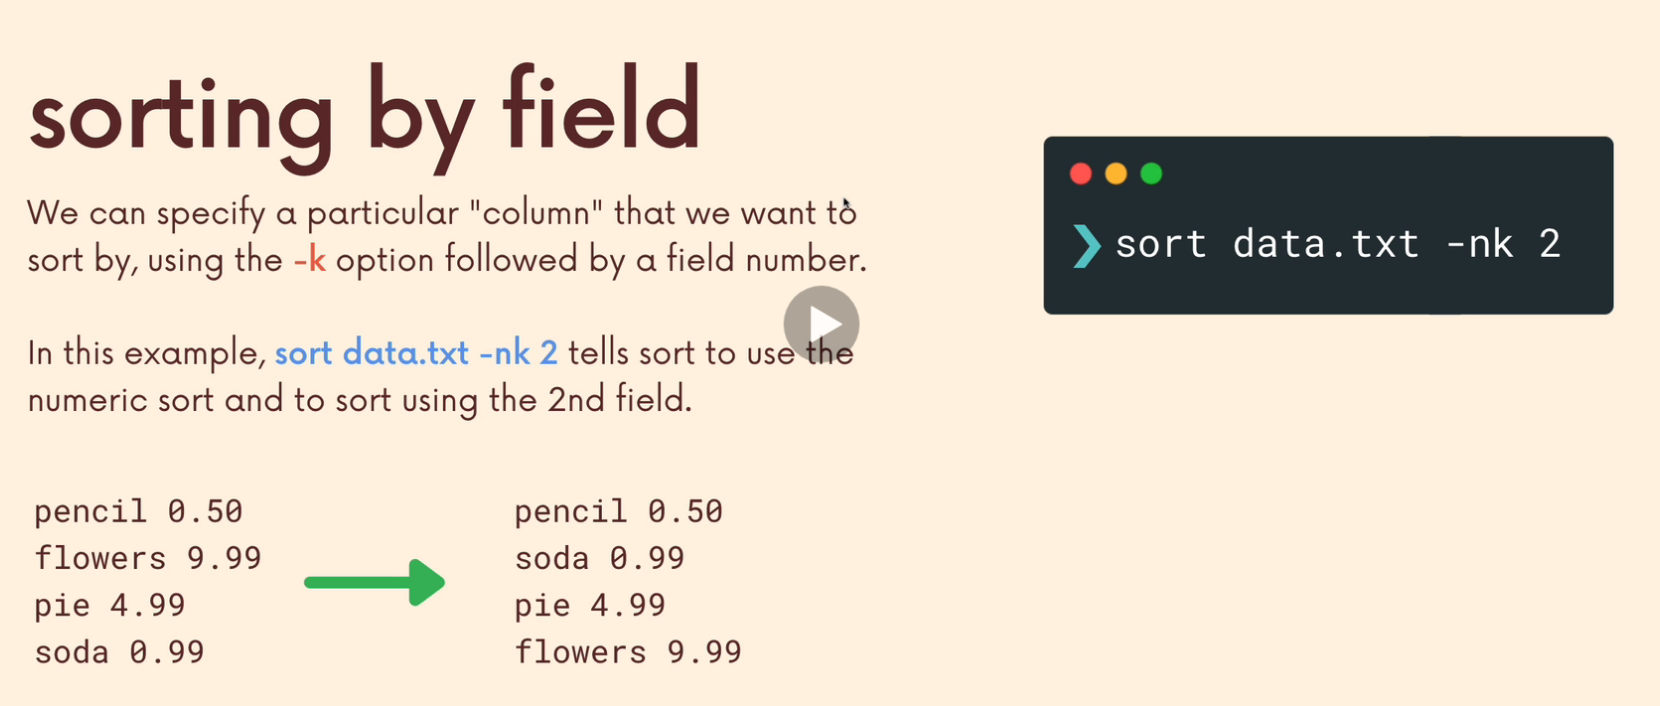 sorting by field
We can specify a particular "column" that we want to
sort by, using the -k option followed by a field number.
In this example, sort data.txt -nk 2 tells sort to use the
numeric sort and to sort using the 2nd field.
❯ sort data.txt -nk 2
pencil 0.50
flowers 9.99
pie 4.99
soda 0.99
pencil 0.50
soda 0.99
pie 4.99
flowers 9.99